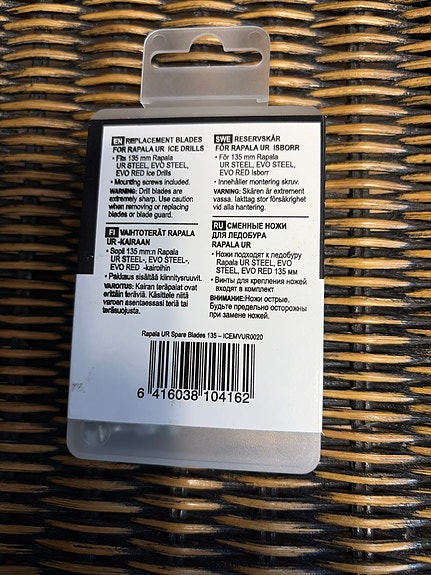 EN REPLACEMENT BLADES
FOR RAPALA UR ICE DRILLS
• Fits 135 mm Rapala
UR STEEL, EVO STEEL,
EVO RED Ice Drills
• Mounting screws included.
WARNING: Drill blades are
extremely sharp. Use caution
when removing or replacing
blades or blade guard.
SWE RESERVSKÄR
FÖR RAPALA UR ISBORR
• För 135 mm Rapala
UR STEEL, EVO STEEL,
EVO RED Isborr
• Innehåller montering skruv.
VARNING: Skären är extremt
vassa. Iakttag stor försiktighet
vid alla hantering.
FI VAIHTOTERÄT RAPALA
UR -KAIRAAN
• Sopii 135 mm:n Rapala
UR STEEL-, EVO STEEL-,
EVO RED -kairoihin
• Pakkaus sisältää kiinnitysruuvit.
VAROITUS: Kairan teräpalat ovat
erittäin teräviä. Käsittele niitä
varoen asentaessasi teriä tai
teräsuojusta.
RU СМЕННЫЕ НОЖИ
ДЛЯ ЛЕДОБУРА
RAPALA UR
• Ножи подходят к ледобуру
Rapala UR STEEL, EVO
STEEL, EVO RED 135 мм
• Винты для крепления ножей
входят в комплект
ВНИМАНИЕ:Ножи острые.
Будьте предельно осторожны
при замене ножей.
Rapala UR Spare Blades 135 – ICEMVUR0020
6 416038 104162